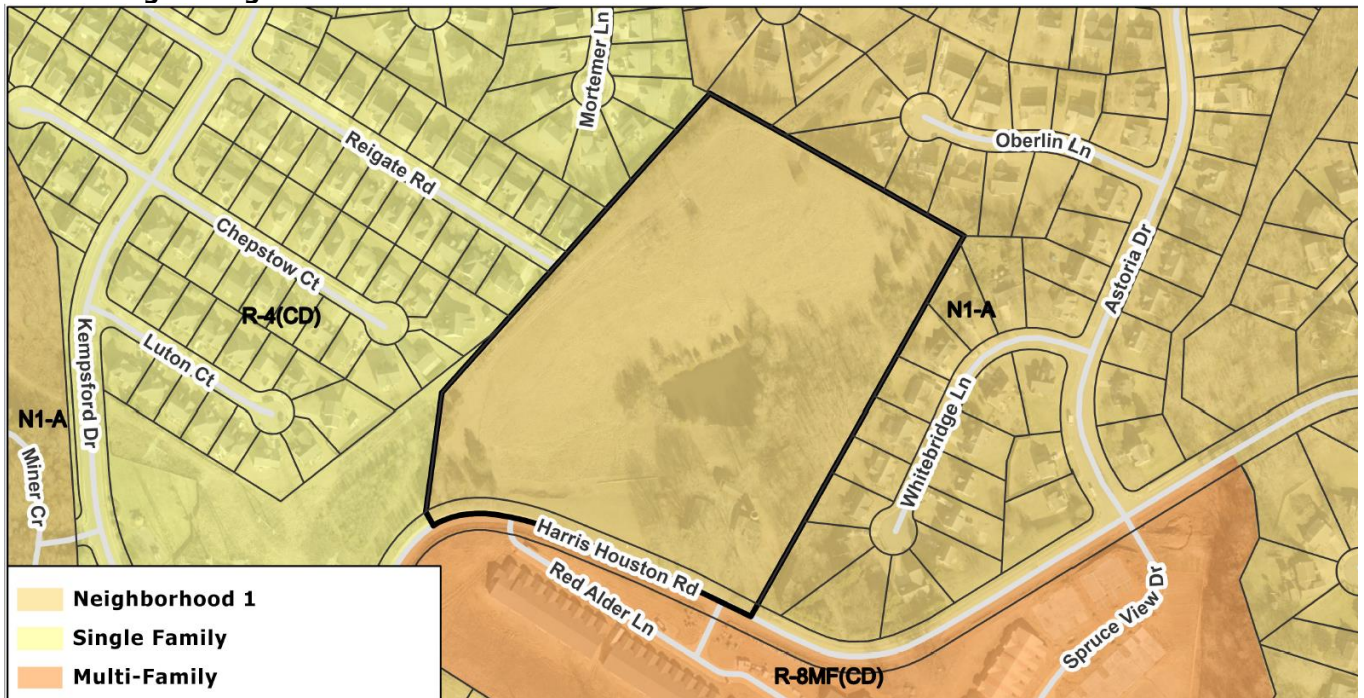 Mortemer Ln
Oberlin Ln
Reigate Rd
Chepstow Ct
Astoria Dr
R-4(CD)
N1-A
Luton Ct
Kempsford Dr
N1-A
Whitebridge Ln
Miner Cr
Harris Houston Rd
Red Alder Ln
Spruce View Dr
R-8MF(CD)
Neighborhood 1
Single Family
Multi-Family